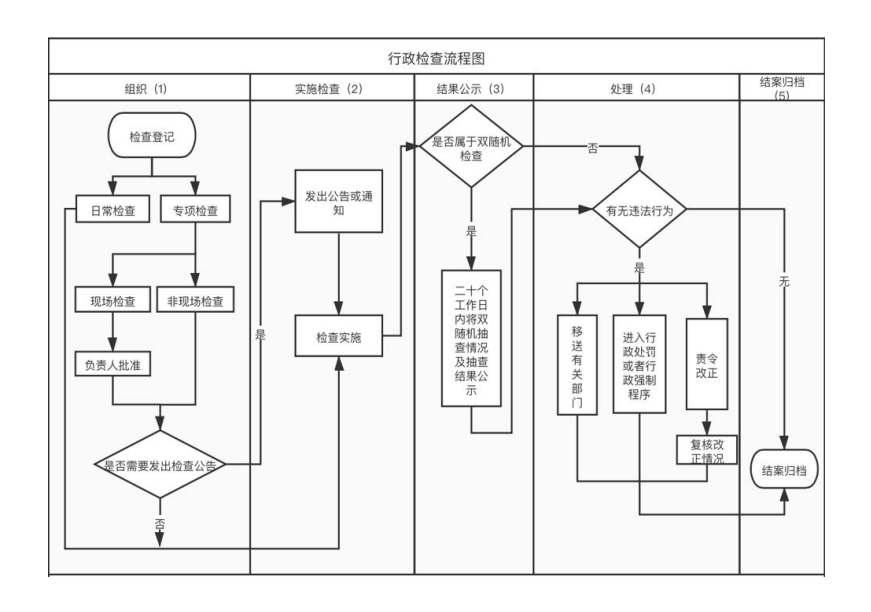 行政检查流程图
组织（1）
实施检查（2）
结果公示（3）
处理（4）
结案归档
（5）
检查登记
日常检查
专项检查
现场检查
非现场检查
负责人批准
是否需要发出检查公告
是
否
发出公告或通
知
检查实施
是否属于双随机
检查
否
是
二十个
工作日
内将双
随机抽
查情况
及抽查
结果公
示
有无违法行为
是
无
移
送
有
关
部
门
进入行
政处罚
或者行
政强制
程序
责令
改正
复核改
正情况
结案归档